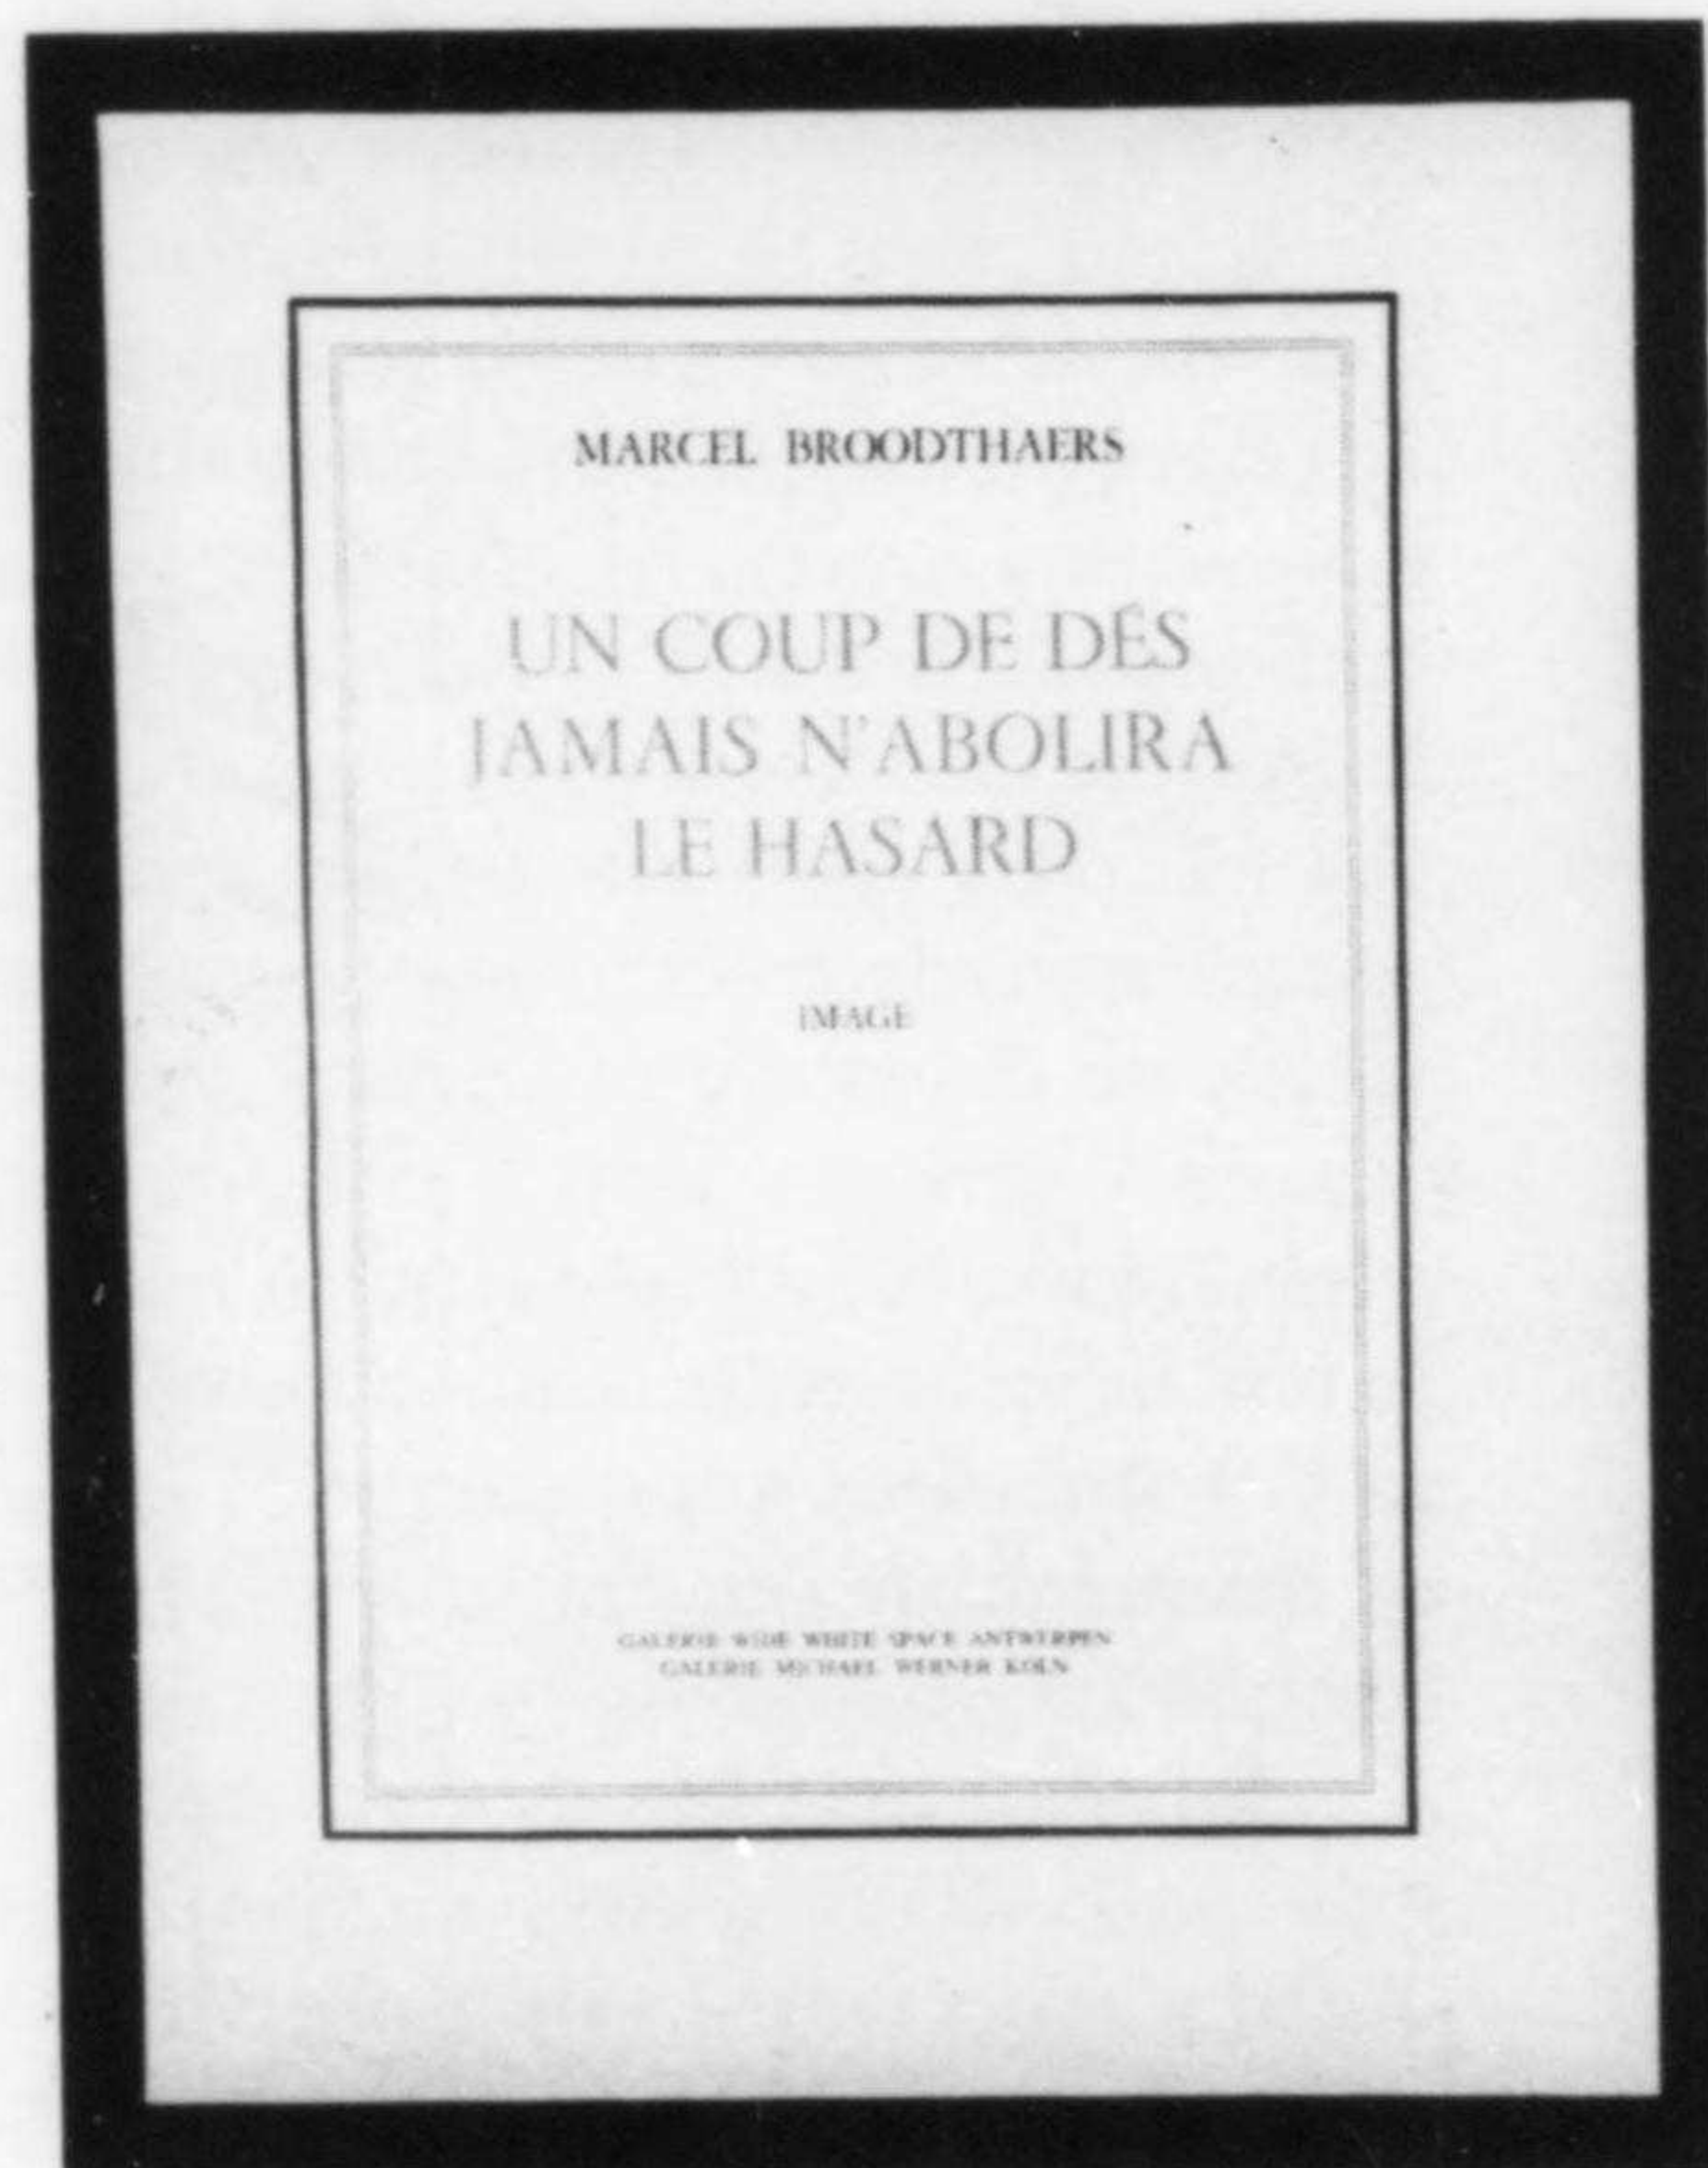 MARCEL BROODTHAERS
UN COUP DE DÉS
JAMAIS N'ABOLIRA
LE HASARD
IMAGE
GALERIE WIDE WHITE SPACE ANTWERPEN
GALERIE MICHAEL WERNER KÖLN